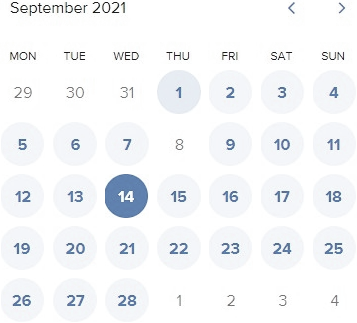 September 2021
MON TUE WED THU FRI SAT SUN
29 30 31 1 2 3 4
5 6 7 8 9 10 11
12 13 14 15 16 17 18
19 20 21 22 23 24 25
26 27 28 1 2 3 4